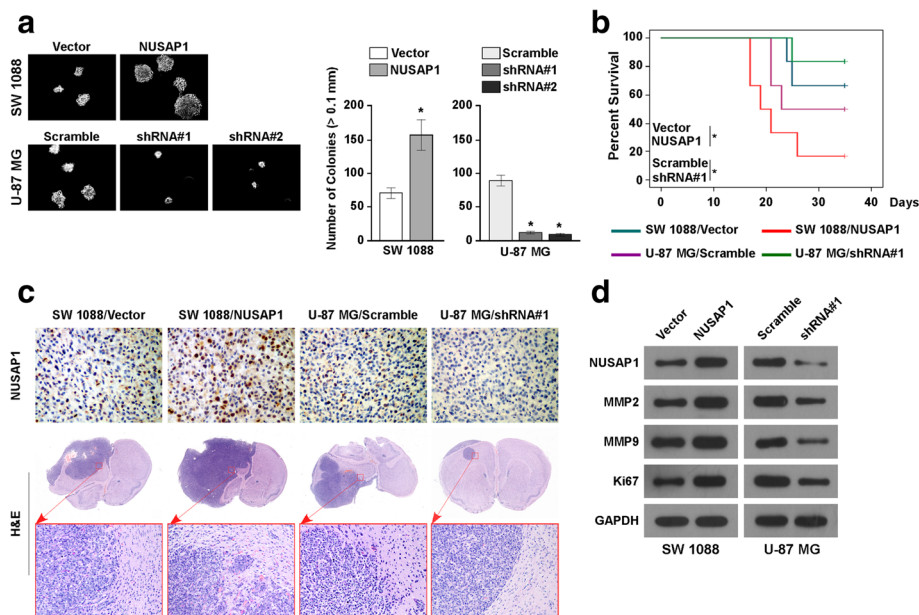 a
Vector NUSAP1
SW 1088
Scramble shRNA#1 shRNA#2
U-87 MG
Vector
NUSAP1
Scramble
shRNA#1
shRNA#2
Number of Colonies (> 0.1 mm)
200 200
150 150
100 100
50 50
0 0
* * *
SW 1088 U-87 MG
b
Percent Survival
100
80
60
40
20
0
Vector
NUSAP1 *
Scramble
shRNA#1 *
0 10 20 30 40 Days
SW 1088/Vector SW 1088/NUSAP1
U-87 MG/Scramble U-87 MG/shRNA#1
c
SW 1088/Vector SW 1088/NUSAP1 U-87 MG/Scramble U-87 MG/shRNA#1
NUSAP1
H&E
d
Vector NUSAP1 Scramble shRNA#1
NUSAP1
MMP2
MMP9
Ki67
GAPDH
SW 1088 U-87 MG